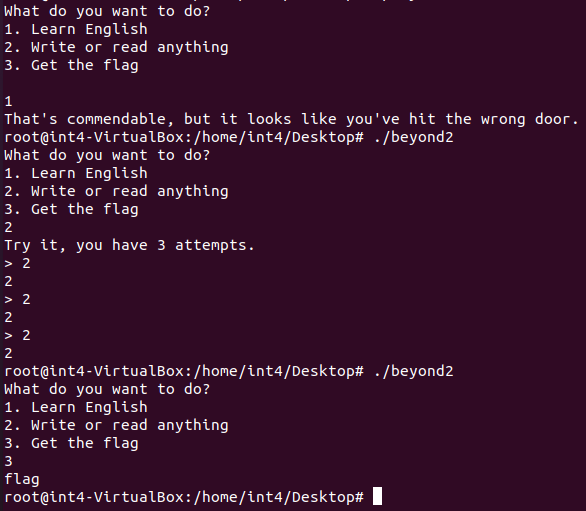 What do you want to do?
1. Learn English
2. Write or read anything
3. Get the flag
1
That's commendable, but it looks like you've hit the wrong door.
root@int4-VirtualBox:/home/int4/Desktop# ./beyond2
What do you want to do?
1. Learn English
2. Write or read anything
3. Get the flag
2
Try it, you have 3 attempts.
> 2
2
> 2
2
> 2
2
root@int4-VirtualBox:/home/int4/Desktop# ./beyond2
What do you want to do?
1. Learn English
2. Write or read anything
3. Get the flag
3
flag
root@int4-VirtualBox:/home/int4/Desktop#